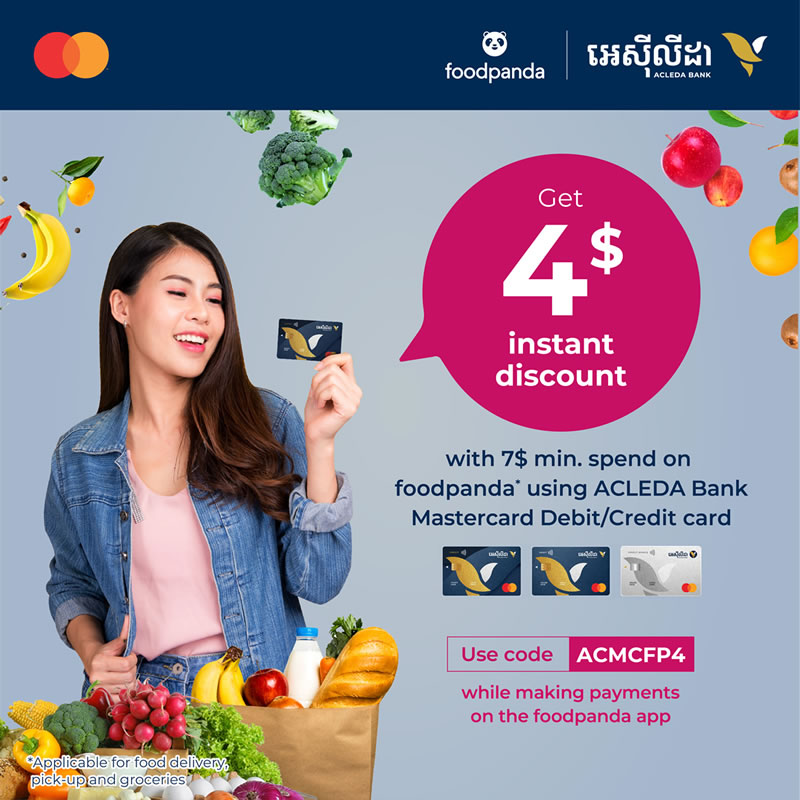 foodpanda
អេស៊ីលីដា
ACLEDA BANK
Get
4$
instant
discount
with 7$ min. spend on
foodpanda* using ACLEDA Bank
Mastercard Debit/Credit card
Use code ACMCFP4
while making payments
on the foodpanda app
*Applicable for food delivery,
pick-up and groceries